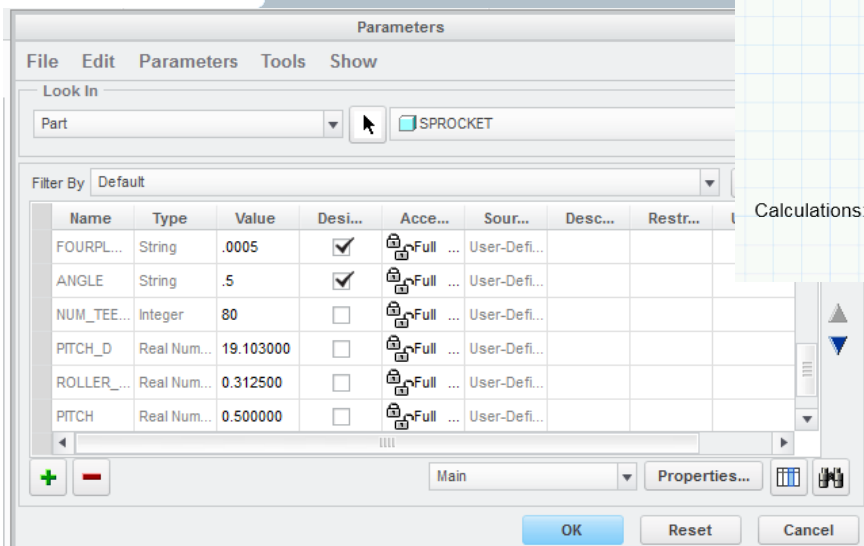 Parameters
File Edit Parameters Tools Show
Look In
Part SPROCKET
Filter By Default
Name Type Value Desi... Acce... Sour... Desc... Restr...
Calculations:
FOURPL... String .0005 Full ... User-Defi...
ANGLE String .5 Full ... User-Defi...
NUM_TEE... Integer 80 Full ... User-Defi...
PITCH_D Real Num... 19.103000 Full ... User-Defi...
ROLLER_... Real Num... 0.312500 Full ... User-Defi...
PITCH Real Num... 0.500000 Full ... User-Defi...
Main Properties...
OK Reset Cancel